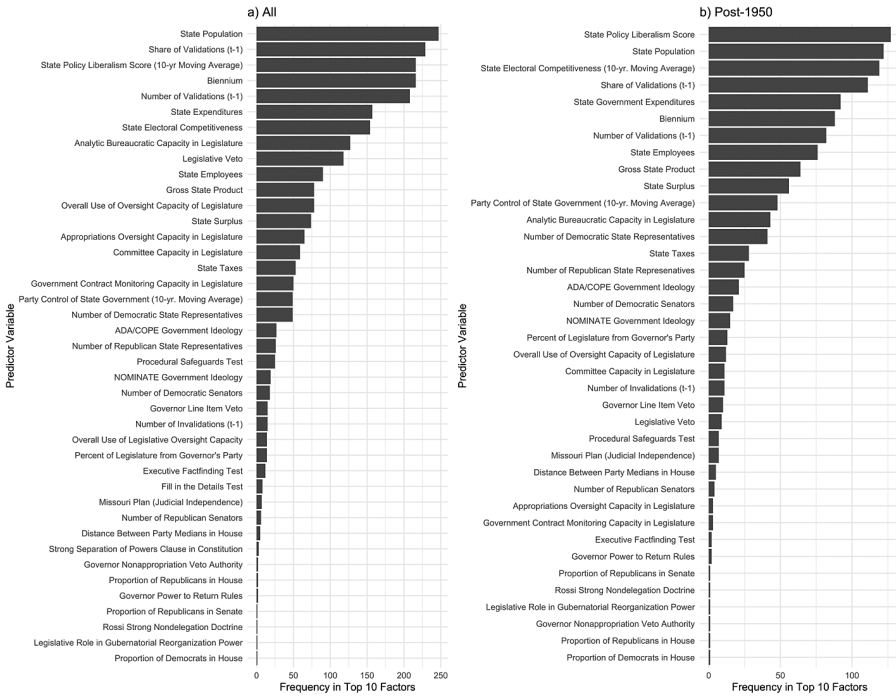 a) All
State Population
Share of Validations (t-1)
State Policy Liberalism Score (10-yr Moving Average)
Biennium
Number of Validations (t-1)
State Expenditures
State Electoral Competitiveness
Analytic Bureaucratic Capacity in Legislature
Legislative Veto
State Employees
Gross State Product
Overall Use of Oversight Capacity of Legislature
State Surplus
Appropriations Oversight Capacity in Legislature
Committee Capacity in Legislature
State Taxes
Government Contract Monitoring Capacity in Legislature
Party Control of State Government (10-yr. Moving Average)
Number of Democratic State Representatives
ADA/COPE Government Ideology
Number of Republican State Representatives
Procedural Safeguards Test
NOMINATE Government Ideology
Number of Democratic Senators
Governor Line Item Veto
Number of Invalidations (t-1)
Overall Use of Legislative Oversight Capacity
Percent of Legislature from Governor's Party
Executive Factfinding Test
Fill in the Details Test
Missouri Plan (Judicial Independence)
Number of Republican Senators
Distance Between Party Medians in House
Strong Separation of Powers Clause in Constitution
Governor Nonappropriation Veto Authority
Proportion of Republicans in House
Governor Power to Return Rules
Proportion of Republicans in Senate
Rossi Strong Nondelegation Doctrine
Legislative Role in Gubernatorial Reorganization Power
Proportion of Democrats in House
0 50 100 150 200 250
Frequency in Top 10 Factors
Predictor Variable
b) Post-1950
State Policy Liberalism Score
State Population
State Electoral Competitiveness (10-yr. Moving Average)
Share of Validations (t-1)
State Government Expenditures
Biennium
Number of Validations (t-1)
State Employees
Gross State Product
State Surplus
Party Control of State Government (10-yr. Moving Average)
Analytic Bureaucratic Capacity in Legislature
Number of Democratic State Representatives
State Taxes
Number of Republican State Represenatives
ADA/COPE Government Ideology
Number of Democratic Senators
NOMINATE Government Ideology
Percent of Legislature from Governor's Party
Overall Use of Oversight Capacity of Legislature
Committee Capacity in Legislature
Number of Invalidations (t-1)
Governor Line Item Veto
Legislative Veto
Procedural Safeguards Test
Missouri Plan (Judicial Independence)
Distance Between Party Medians in House
Number of Republican Senators
Appropriations Oversight Capacity in Legislature
Government Contract Monitoring Capacity in Legislature
Executive Factfinding Test
Governor Power to Return Rules
Proportion of Republicans in Senate
Rossi Strong Nondelegation Doctrine
Legislative Role in Gubernatorial Reorganization Power
Governor Nonappropriation Veto Authority
Proportion of Republicans in House
Proportion of Democrats in House
0 50 100
Frequency in Top 10 Factors
Predictor Variable